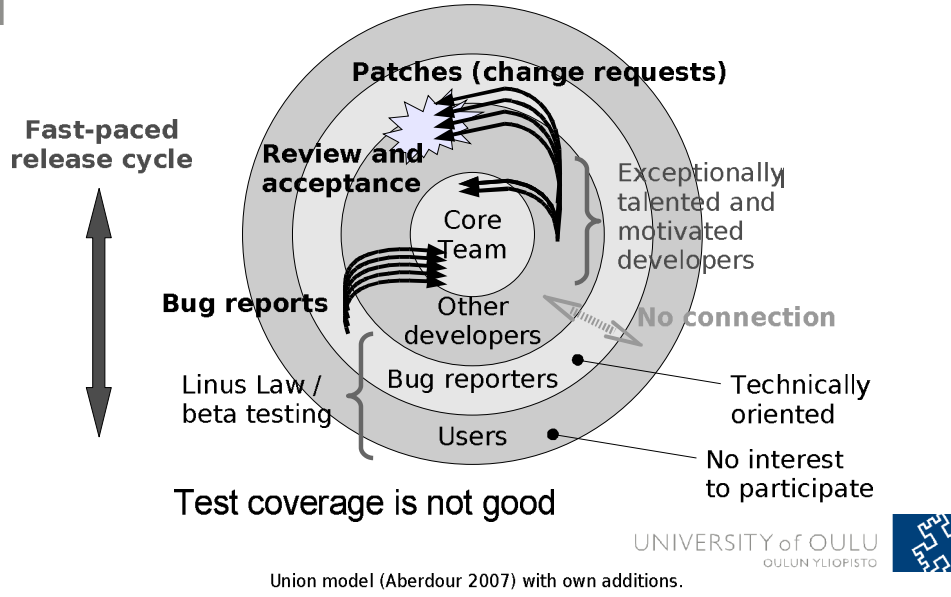 Patches (change requests)
Fast-paced
release cycle
Review and
acceptance
Exceptionally
talented and
motivated
developers
Core
Team
Bug reports
Other
developers
No connection
Bug reporters
Linus Law /
beta testing
Technically
oriented
Users
No interest
to participate
Test coverage is not good
UNIVERSITY of OULU
OULUN YLIOPISTO
Union model (Aberdour 2007) with own additions.